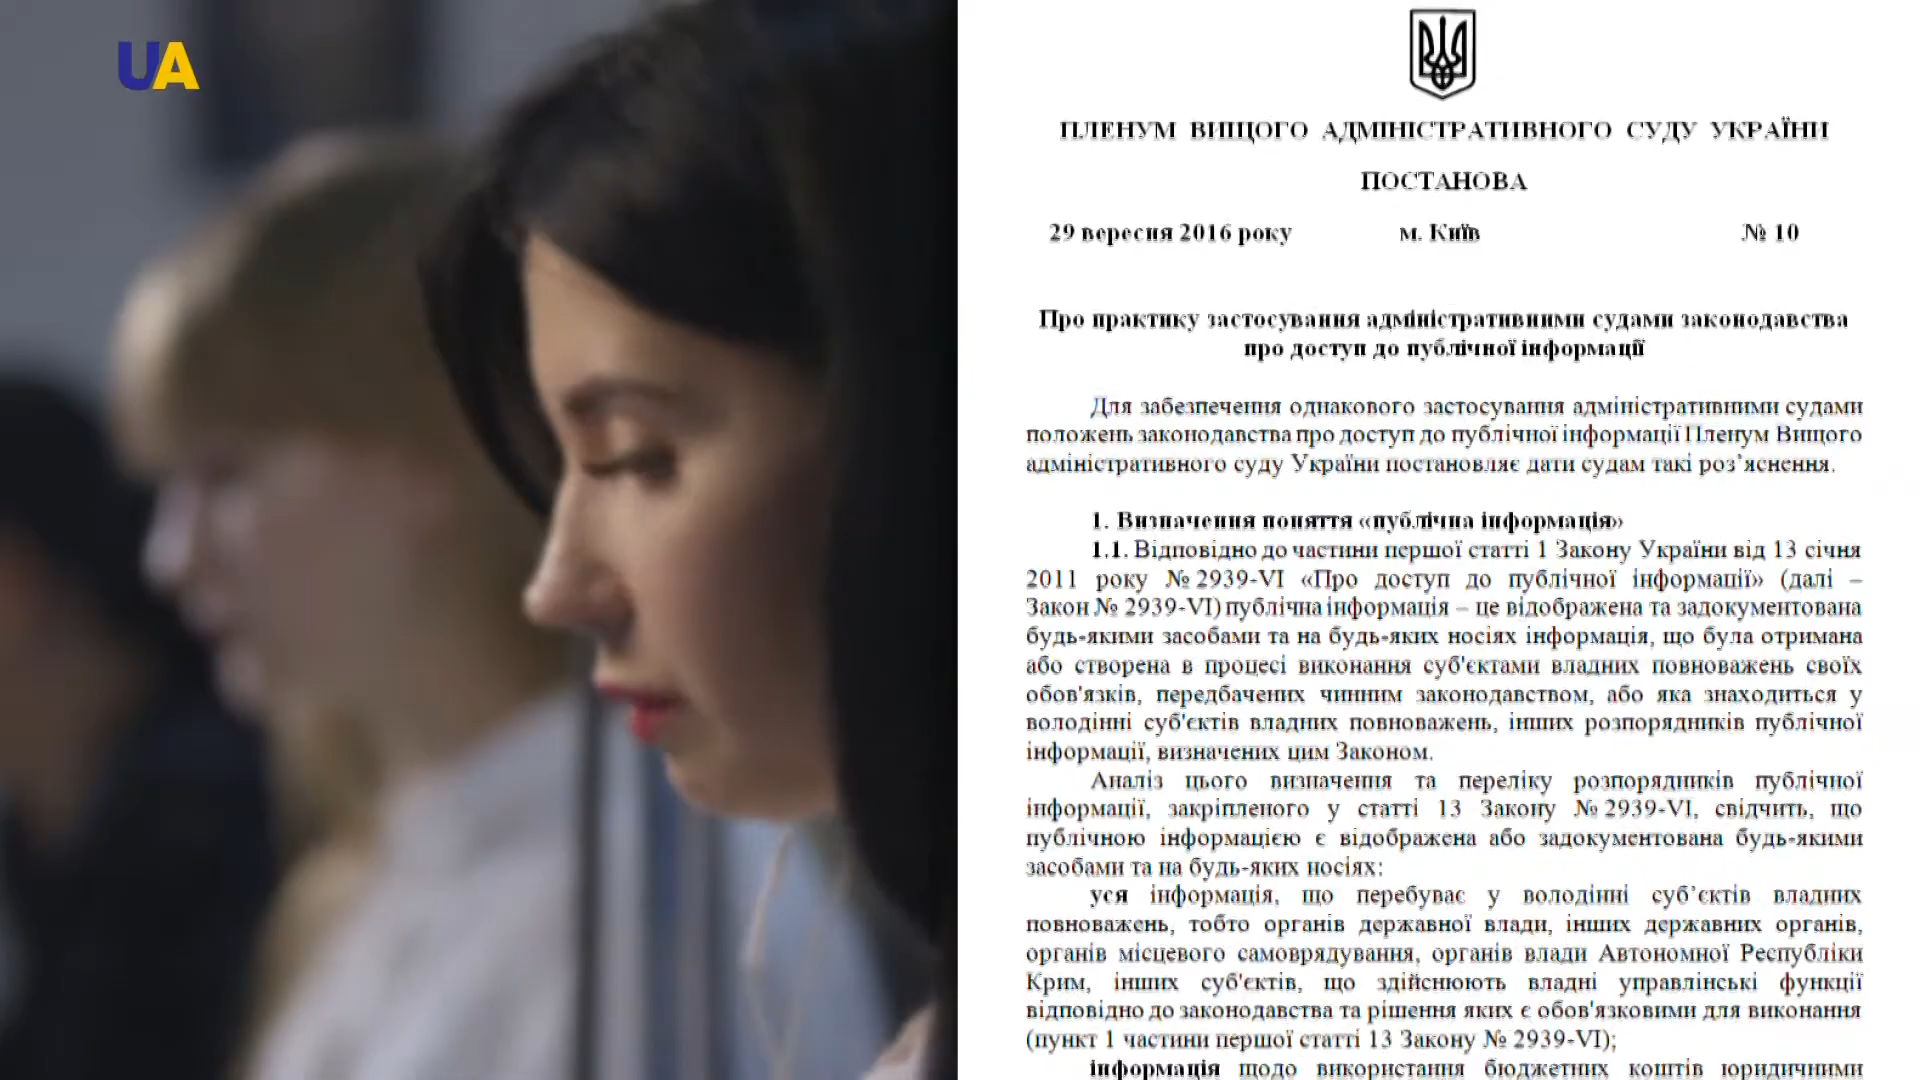 UA
ПЛЕНУМ ВИЩОГО АДМІНІСТРАТИВНОГО СУДУ УКРАЇНИ
ПОСТАНОВА
29 вересня 2016 року м. Київ № 10
Про практику застосування адміністративними судами законодавства
про доступ до публічної інформації
Для забезпечення однакового застосування адміністративними судами
положень законодавства про доступ до публічної інформації Пленум Вищого
адміністративного суду України постановляє дати судам такі роз’яснення.
1. Визначення поняття «публічна інформація»
1.1. Відповідно до частини першої статті 1 Закону України від 13 січня
2011 року № 2939-VI «Про доступ до публічної інформації» (далі –
Закон № 2939-VI) публічна інформація – це відображена та задокументована
будь-якими засобами та на будь-яких носіях інформація, що була отримана
або створена в процесі виконання суб'єктами владних повноважень своїх
обов'язків, передбачених чинним законодавством, або яка знаходиться у
володінні суб'єктів владних повноважень, інших розпорядників публічної
інформації, визначених цим Законом.
Аналіз цього визначення та переліку розпорядників публічної
інформації, закріпленого у статті 13 Закону № 2939-VI, свідчить, що
публічною інформацією є відображена або задокументована будь-якими
засобами та на будь-яких носіях:
уся інформація, що перебуває у володінні суб’єктів владних
повноважень, тобто органів державної влади, інших державних органів,
органів місцевого самоврядування, органів влади Автономної Республіки
Крим, інших суб'єктів, що здійснюють владні управлінські функції
відповідно до законодавства та рішення яких є обов'язковими для виконання
(пункт 1 частини першої статті 13 Закону № 2939-VI);
інформація щодо використання бюджетних коштів юридичними